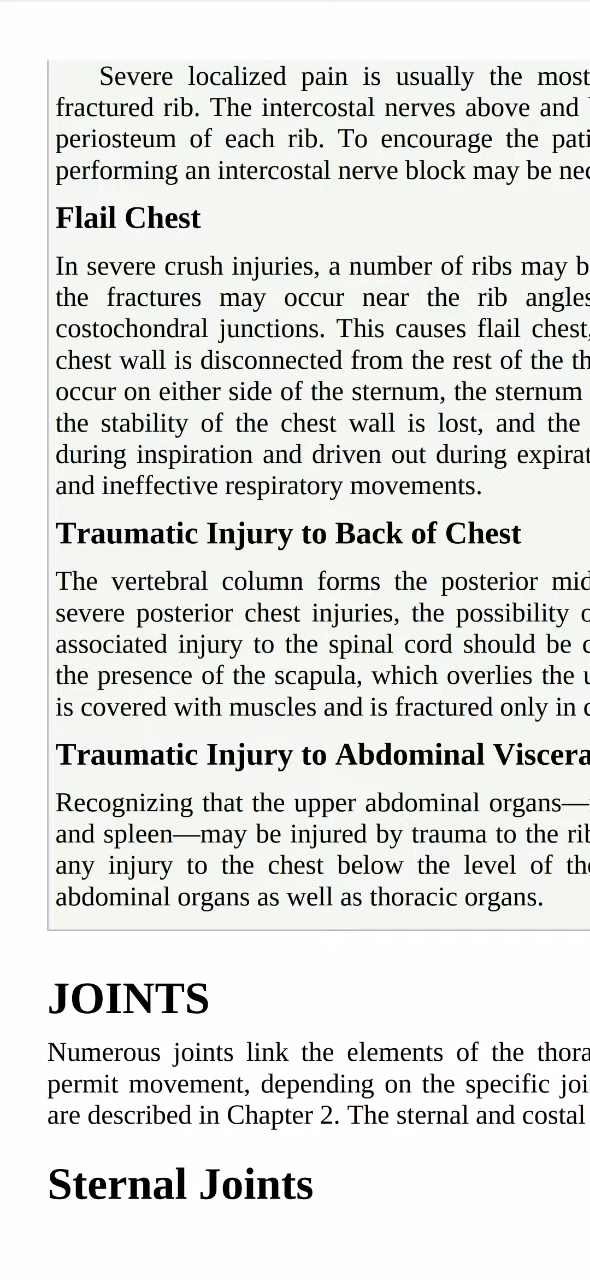 Severe localized pain is usually the most
fractured rib. The intercostal nerves above and
periosteum of each rib. To encourage the
performing an intercostal nerve block may be
Flail Chest
In severe crush injuries, a number of ribs may
the fractures may occur near the rib angles
costochondral junctions. This causes flail chest,
chest wall is disconnected from the rest of the
occur on either side of the sternum, the sternum
the stability of the chest wall is lost, and the
during inspiration and driven out during
and ineffective respiratory movements.
Traumatic Injury to Back of Chest
The vertebral column forms the posterior
severe posterior chest injuries, the possibility
associated injury to the spinal cord should be
the presence of the scapula, which overlies the
is covered with muscles and is fractured only in
Traumatic Injury to Abdominal Viscera
Recognizing that the upper abdominal organs—
and spleen—may be injured by trauma to the
any injury to the chest below the level of
abdominal organs as well as thoracic organs.
JOINTS
Numerous joints link the elements of the
permit movement, depending on the specific
are described in Chapter 2. The sternal and costal
Sternal Joints